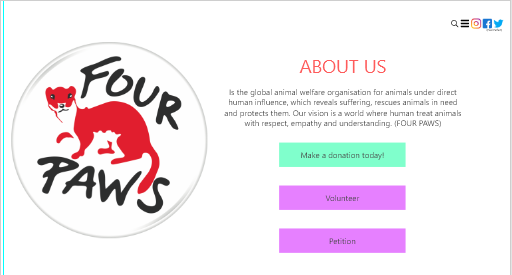 FOUR
PAWS
ABOUT US
Is the global animal welfare organisation for animals under direct
human influence, which reveals suffering, rescues animals in need
and protects them. Our vision is a world where human treat animals
with respect, empathy and understanding. (FOUR PAWS)
Make a donation today!
Volunteer
Petition